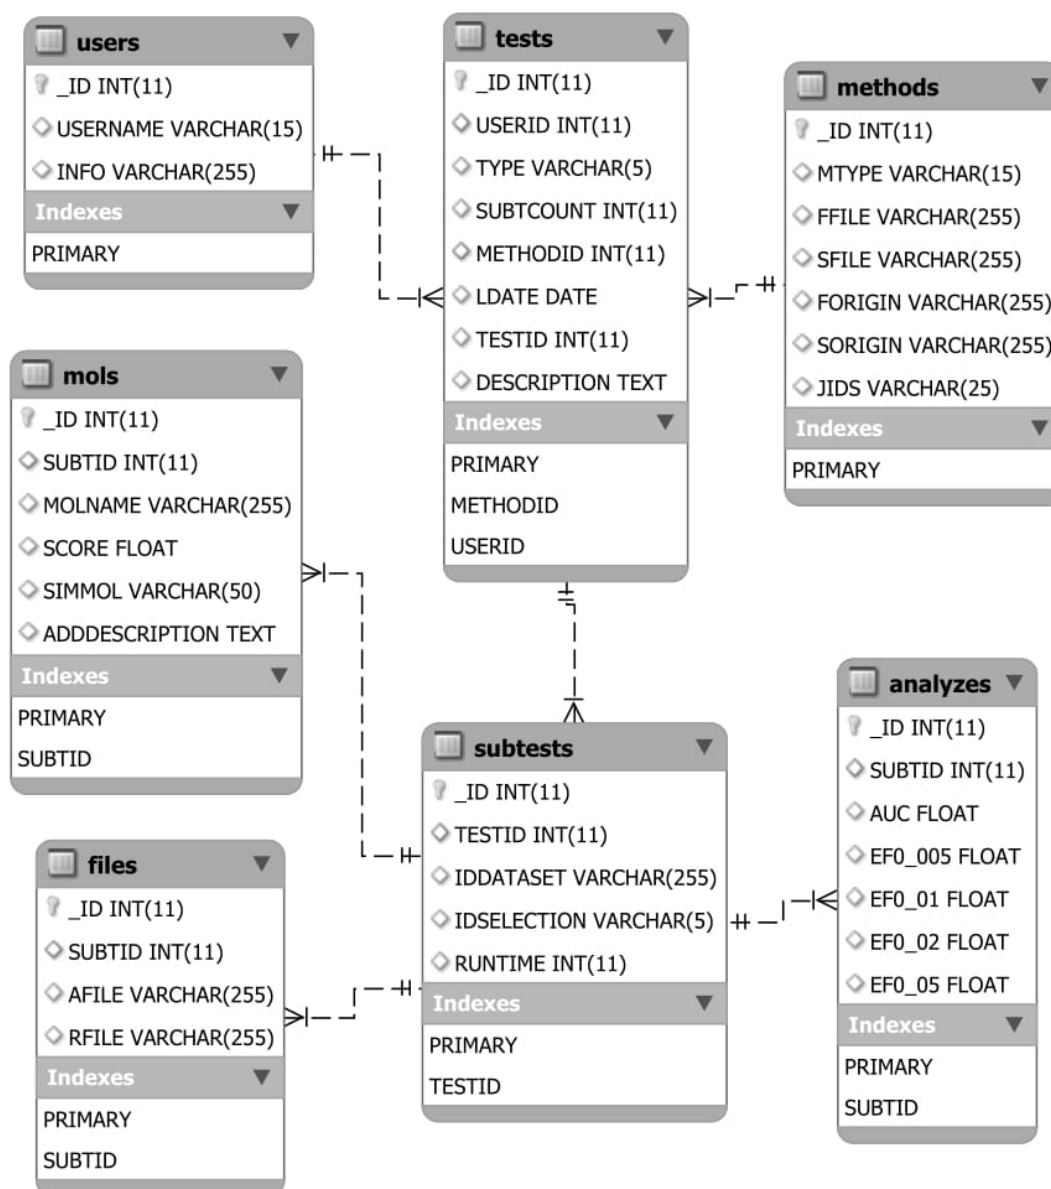 users
_ID INT(11)
USERNAME VARCHAR(15)
INFO VARCHAR(255)
Indexes
PRIMARY
tests
_ID INT(11)
USERID INT(11)
TYPE VARCHAR(5)
SUBTCOUNT INT(11)
METHODID INT(11)
LDATE DATE
TESTID INT(11)
DESCRIPTION TEXT
Indexes
PRIMARY
METHODID
USERID
methods
_ID INT(11)
MTYPE VARCHAR(15)
FFILE VARCHAR(255)
SFILE VARCHAR(255)
FORIGIN VARCHAR(255)
SORIGIN VARCHAR(255)
JIDS VARCHAR(25)
Indexes
PRIMARY
mols
_ID INT(11)
SUBTID INT(11)
MOLNAME VARCHAR(255)
SCORE FLOAT
SIMMOL VARCHAR(50)
ADDDESCRIPTION TEXT
Indexes
PRIMARY
SUBTID
files
_ID INT(11)
SUBTID INT(11)
AFILE VARCHAR(255)
RFILE VARCHAR(255)
Indexes
PRIMARY
SUBTID
subtests
_ID INT(11)
TESTID INT(11)
IDDATASET VARCHAR(255)
IDSELECTION VARCHAR(5)
RUNTIME INT(11)
Indexes
PRIMARY
TESTID
analyzes
_ID INT(11)
SUBTID INT(11)
AUC FLOAT
EF0_005 FLOAT
EF0_01 FLOAT
EF0_02 FLOAT
EF0_05 FLOAT
Indexes
PRIMARY
SUBTID